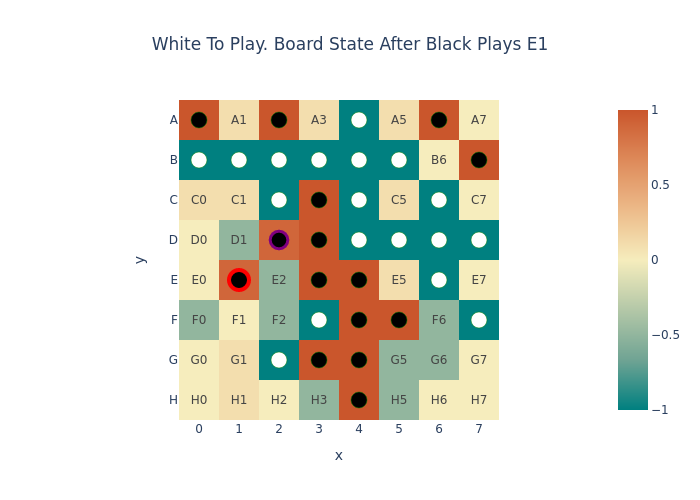 White To Play. Board State After Black Plays E1
A A1 A3 A5 A7 1
B B6
C C0 C1 C5 C7 0.5
D D0 D1
y 0
E E0 E2 E5 E7
F F0 F1 F2 F6 −0.5
G G0 G1 G5 G6 G7
H H0 H1 H2 H3 H5 H6 H7 −1
0 1 2 3 4 5 6 7
x